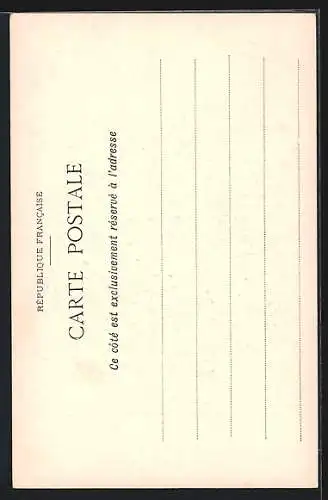 RÉPUBLIQUE FRANÇAISE
CARTE POSTALE
Ce côté est exclusivement réservé à l'adresse